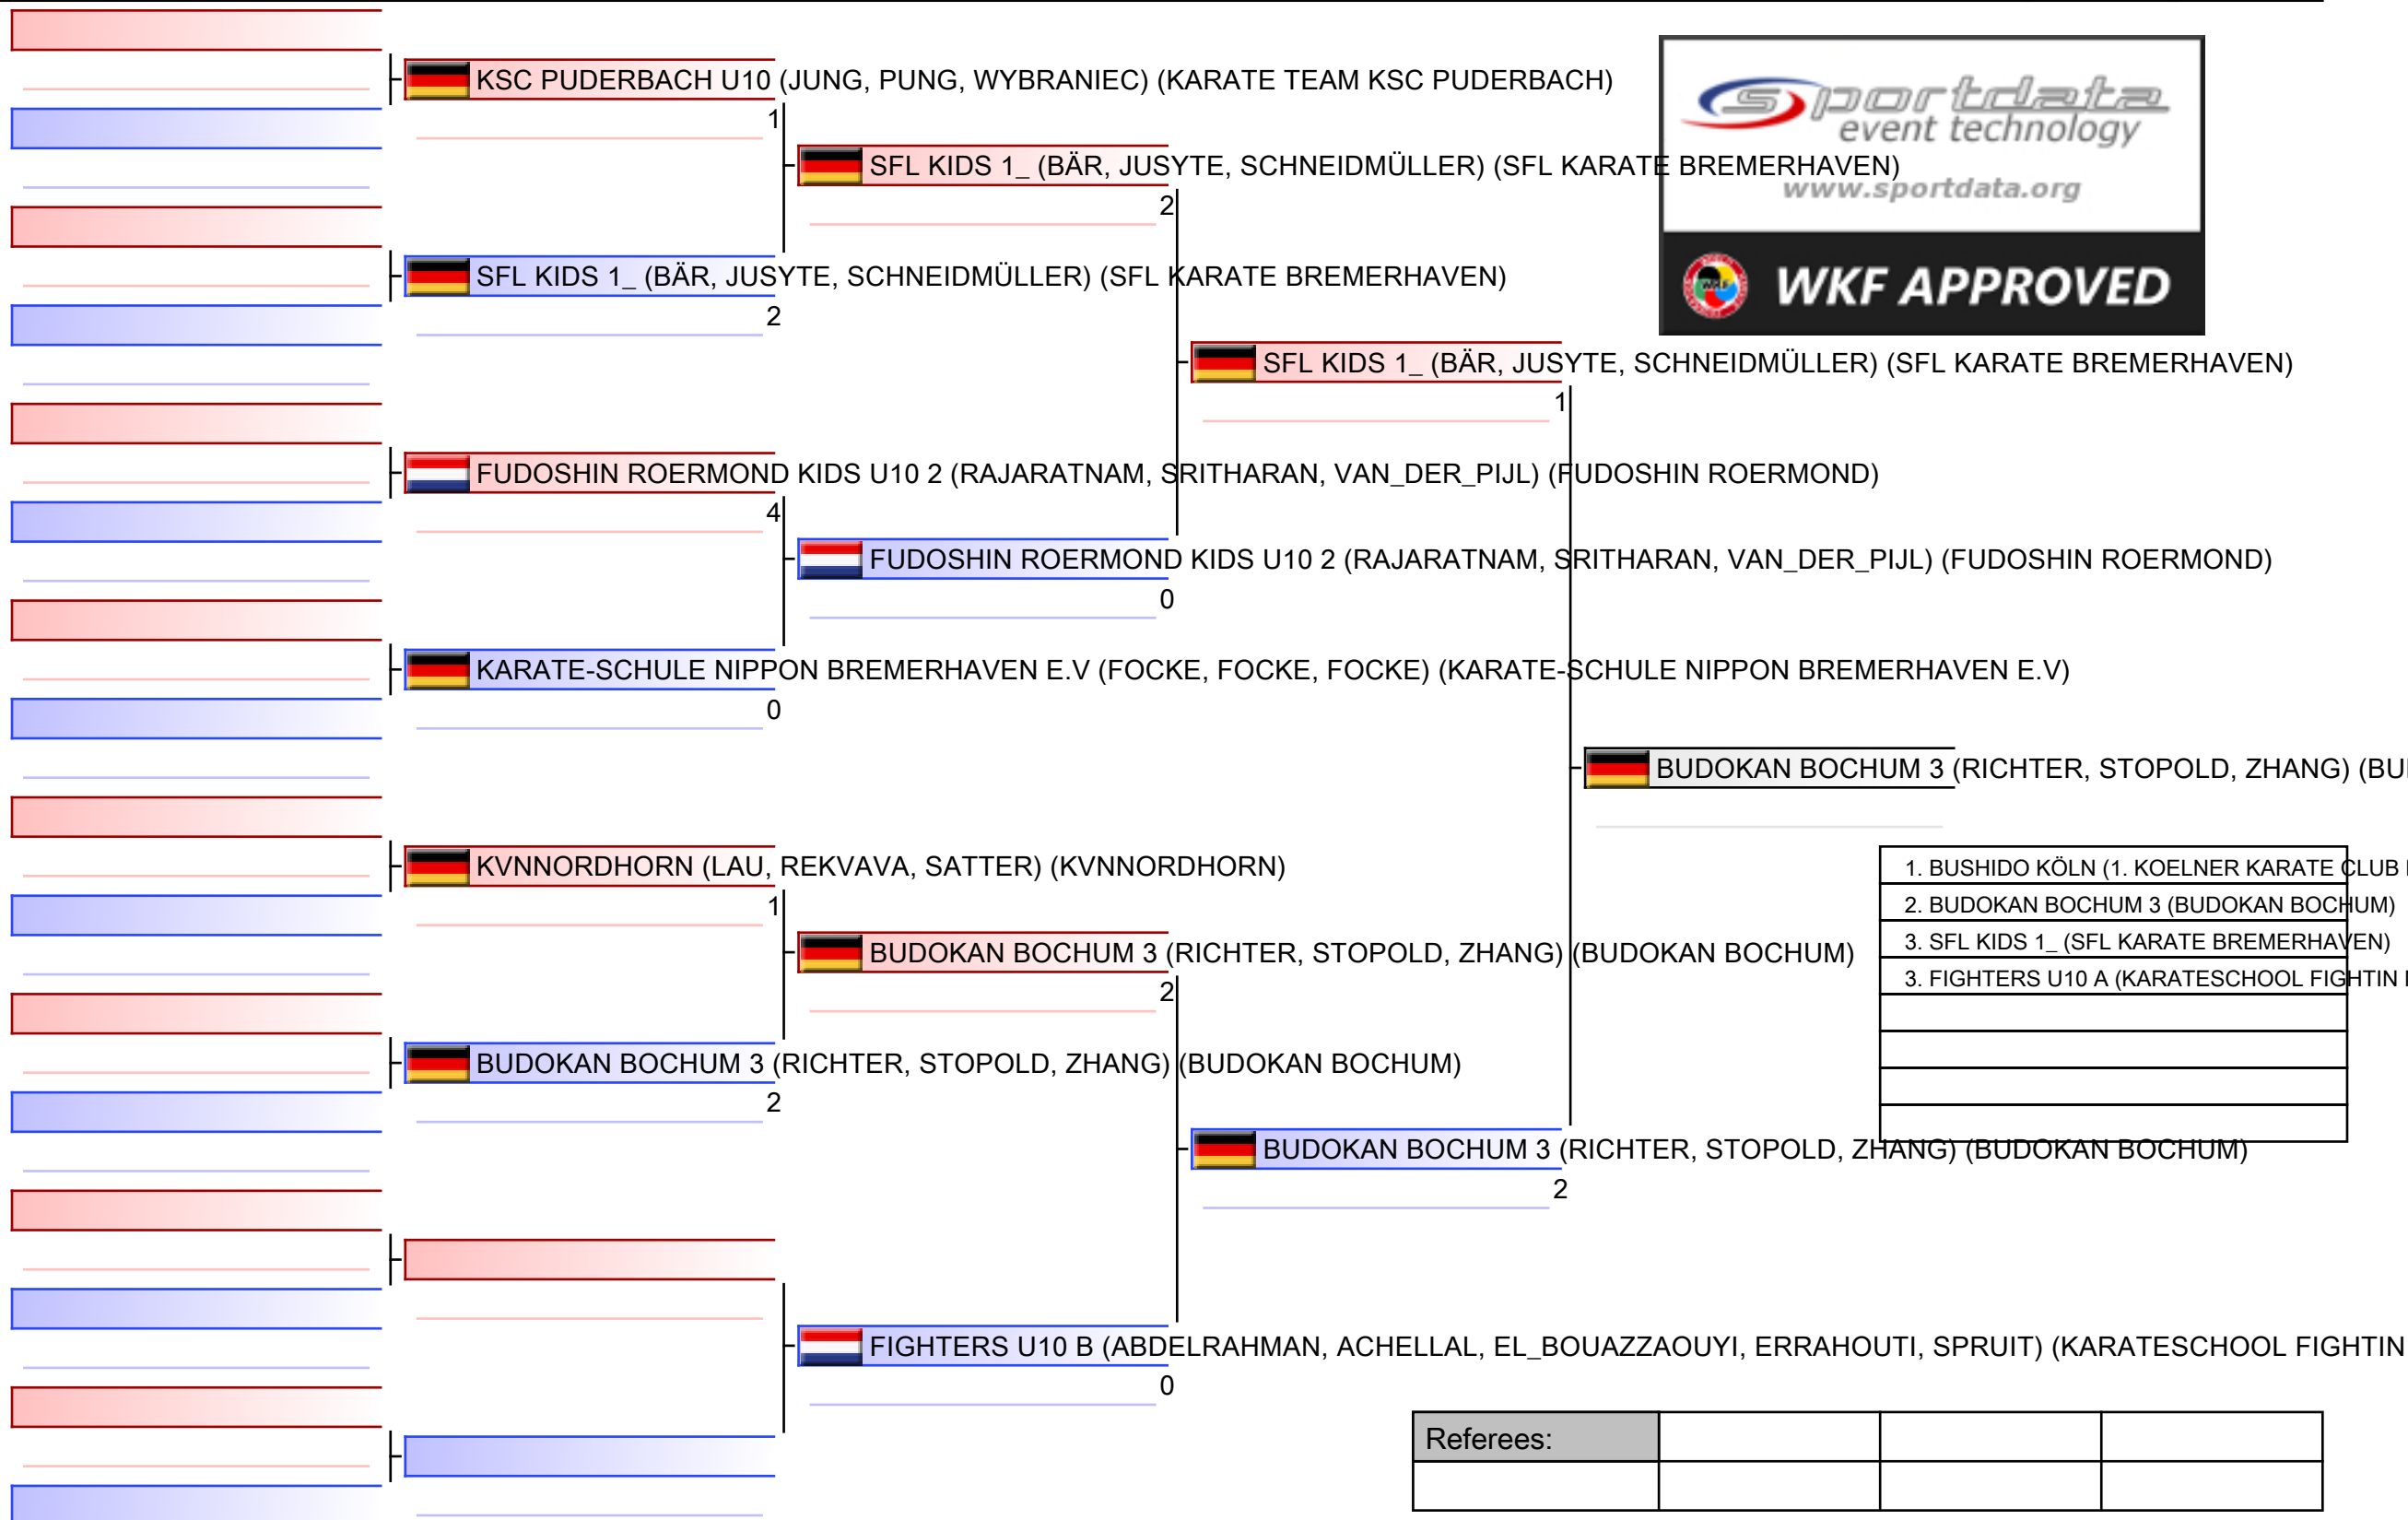 KSC PUDERBACH U10 (JUNG, PUNG, WYBRANIEC) (KARATE TEAM KSC PUDERBACH)
1
sportdata
event technology
www.sportdata.org
WKF APPROVED
SFL KIDS 1_ (BÄR, JUSYTE, SCHNEIDMÜLLER) (SFL KARATE BREMERHAVEN)
2
SFL KIDS 1_ (BÄR, JUSYTE, SCHNEIDMÜLLER) (SFL KARATE BREMERHAVEN)
2
SFL KIDS 1_ (BÄR, JUSYTE, SCHNEIDMÜLLER) (SFL KARATE BREMERHAVEN)
1
FUDOSHIN ROERMOND KIDS U10 2 (RAJARATNAM, SRITHARAN, VAN_DER_PIJL) (FUDOSHIN ROERMOND)
4
FUDOSHIN ROERMOND KIDS U10 2 (RAJARATNAM, SRITHARAN, VAN_DER_PIJL) (FUDOSHIN ROERMOND)
0
KARATE-SCHULE NIPPON BREMERHAVEN E.V (FOCKE, FOCKE, FOCKE) (KARATE-SCHULE NIPPON BREMERHAVEN E.V)
0
BUDOKAN BOCHUM 3 (RICHTER, STOPOLD, ZHANG) (BU
KVNNORDHORN (LAU, REKVAVA, SATTER) (KVNNORDHORN)
1
1. BUSHIDO KÖLN (1. KOELNER KARATE CLUB
2. BUDOKAN BOCHUM 3 (BUDOKAN BOCHUM)
3. SFL KIDS 1_ (SFL KARATE BREMERHAVEN)
3. FIGHTERS U10 A (KARATESCHOOL FIGHTIN
BUDOKAN BOCHUM 3 (RICHTER, STOPOLD, ZHANG) (BUDOKAN BOCHUM)
2
BUDOKAN BOCHUM 3 (RICHTER, STOPOLD, ZHANG) (BUDOKAN BOCHUM)
2
BUDOKAN BOCHUM 3 (RICHTER, STOPOLD, ZHANG) (BUDOKAN BOCHUM)
2
FIGHTERS U10 B (ABDELRAHMAN, ACHELLAL, EL_BOUAZZAOUYI, ERRAHOUTI, SPRUIT) (KARATESCHOOL FIGHTIN
0
Referees: